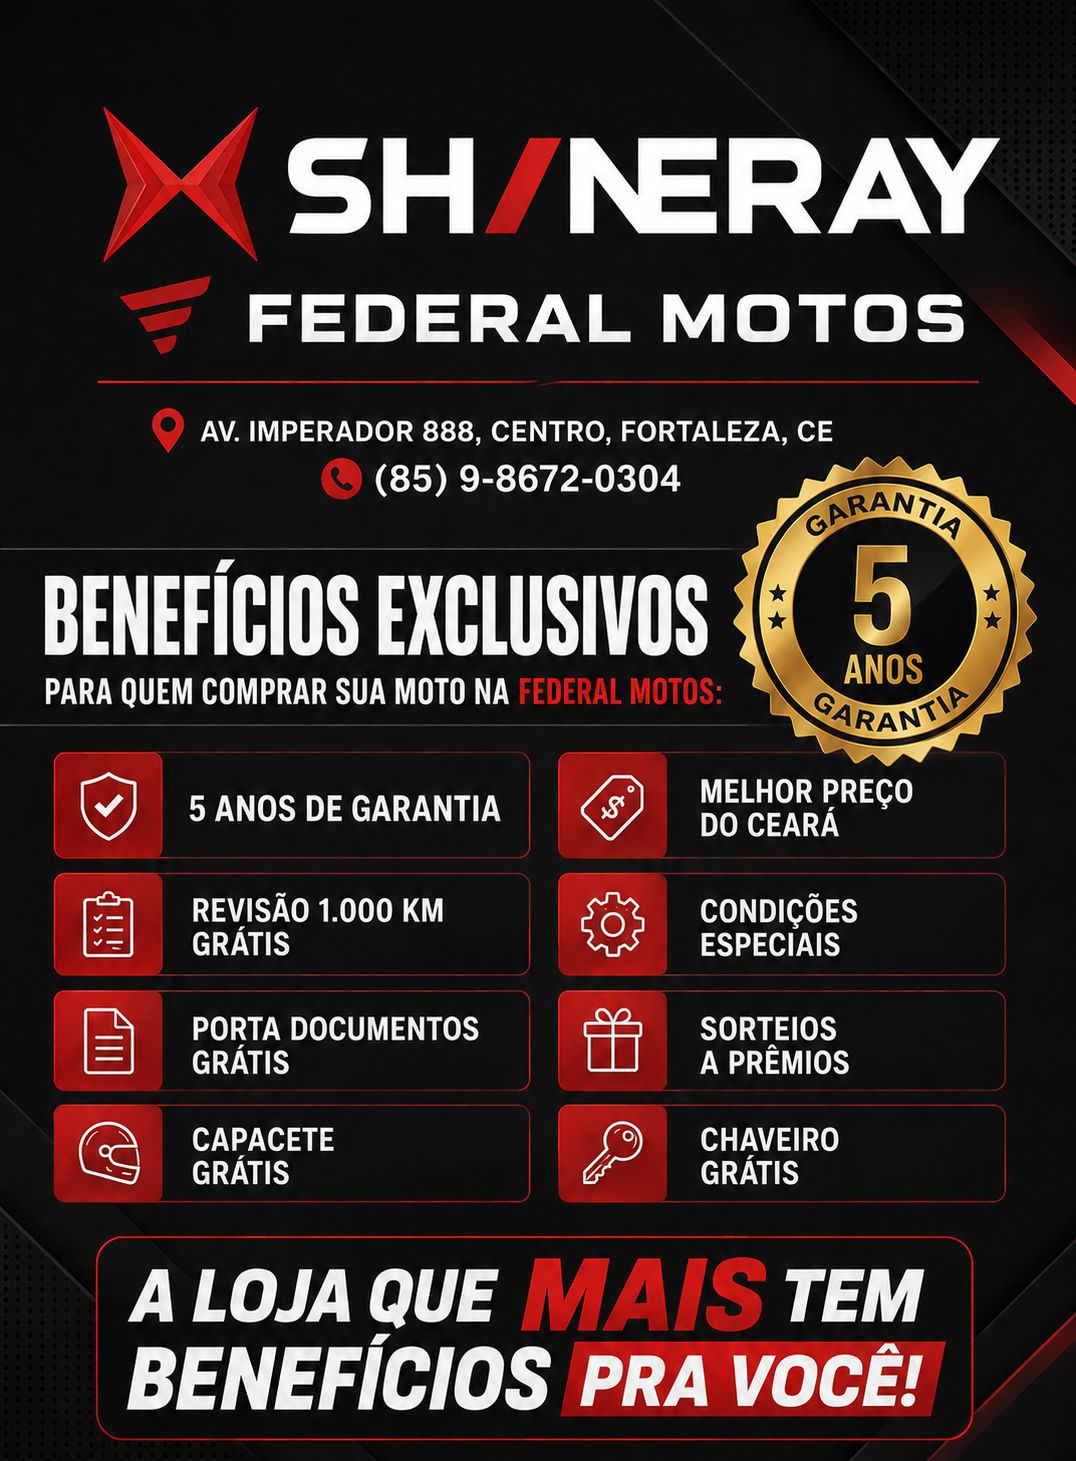 SHINERAY
FEDERAL MOTOS
AV. IMPERADOR 888, CENTRO, FORTALEZA, CE
(85) 9-8672-0304
GARANTIA
5
ANOS
GARANTIA
BENEFÍCIOS EXCLUSIVOS
PARA QUEM COMPRAR SUA MOTO NA FEDERAL MOTOS:
5 ANOS DE GARANTIA
MELHOR PREÇO
DO CEARÁ
REVISÃO 1.000 KM
GRÁTIS
CONDIÇÕES
ESPECIAIS
PORTA DOCUMENTOS
GRÁTIS
SORTEIOS
A PRÊMIOS
CAPACETE
GRÁTIS
CHAVEIRO
GRÁTIS
A LOJA QUE MAIS TEM
BENEFÍCIOS PRA VOCÊ!